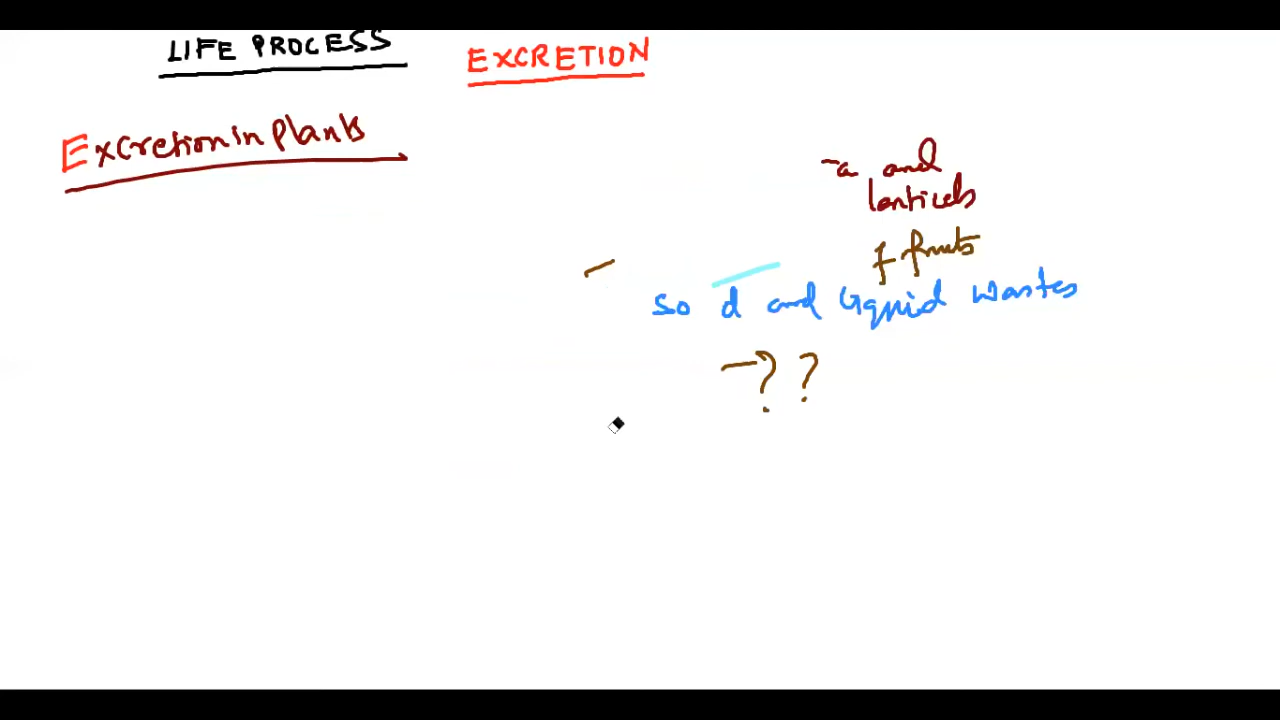 LIFE PROCESS
EXCRETION
Excretion in Plants
a and
lenticels
f fruits
So d and liquid wastes
→ ? ?